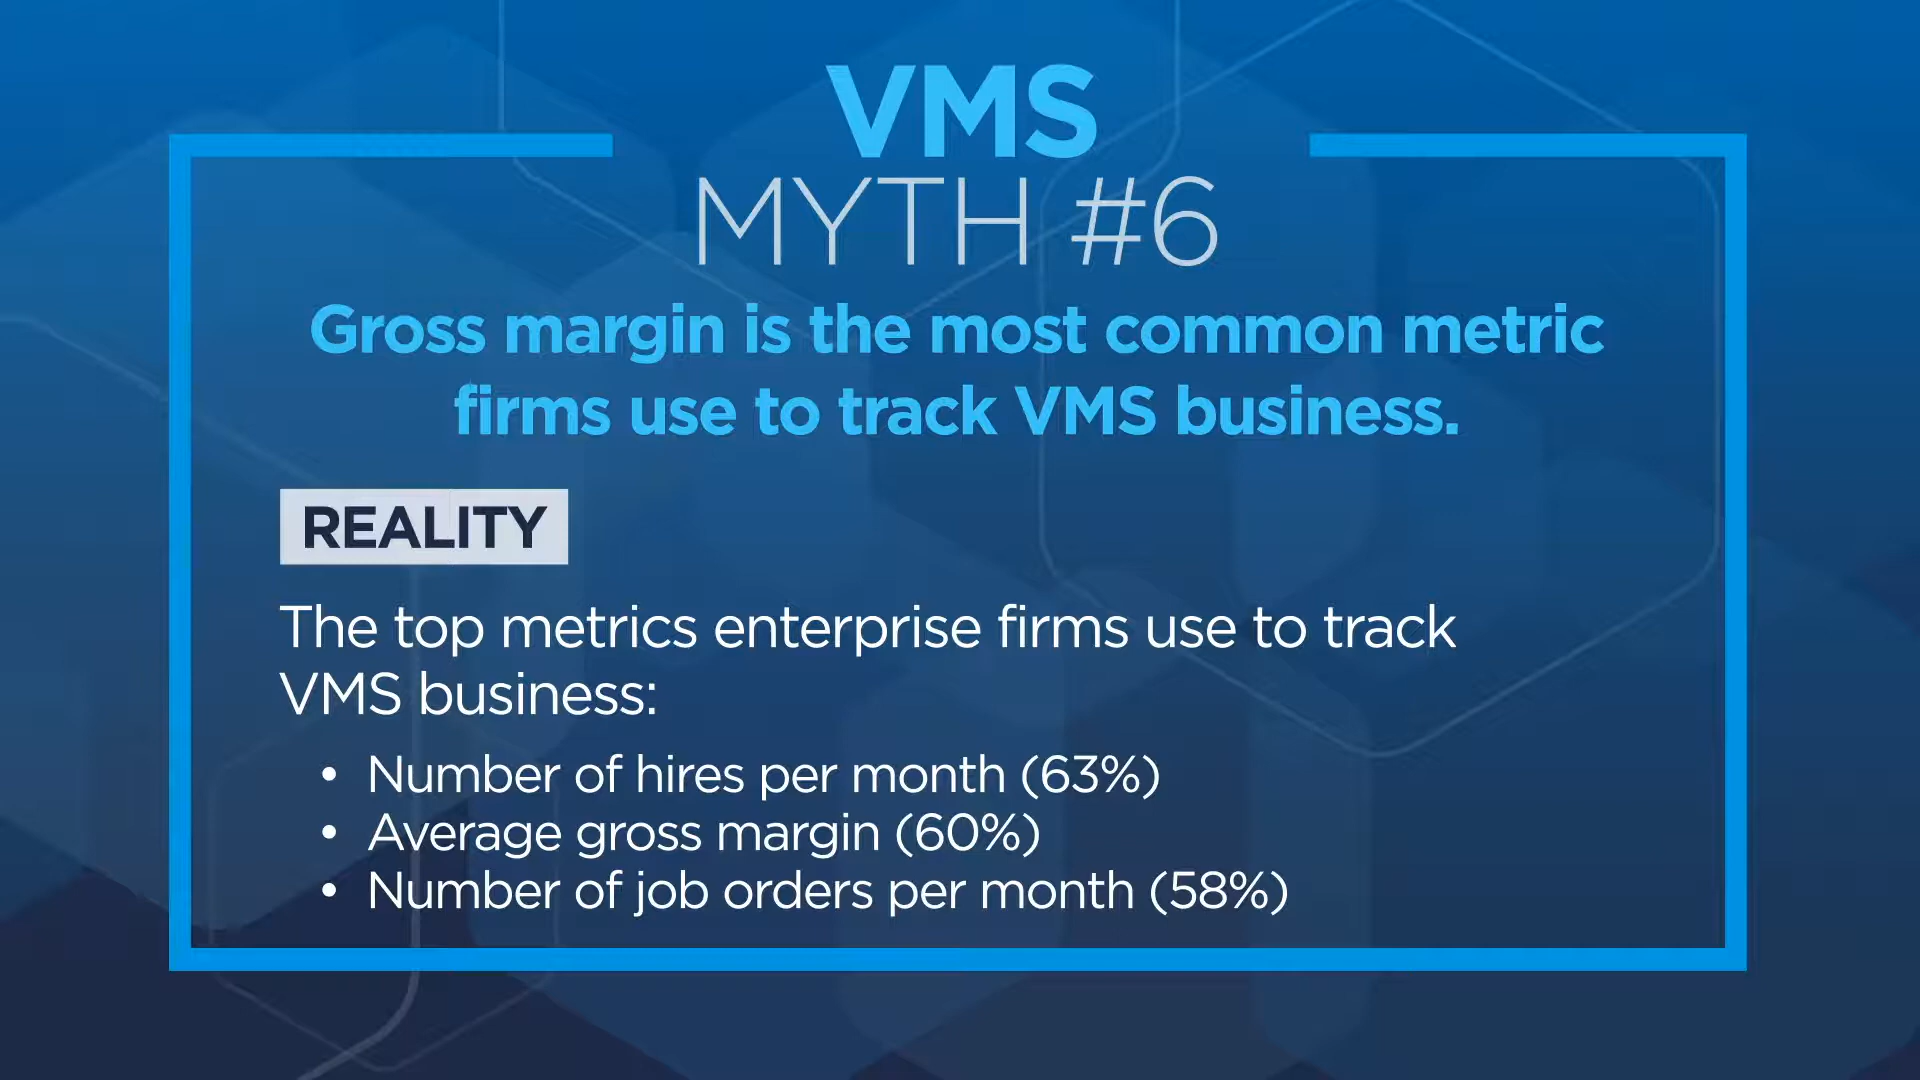 VMS
MYTH #6
Gross margin is the most common metric
firms use to track VMS business.
REALITY
The top metrics enterprise firms use to track
VMS business:
• Number of hires per month (63%)
• Average gross margin (60%)
• Number of job orders per month (58%)